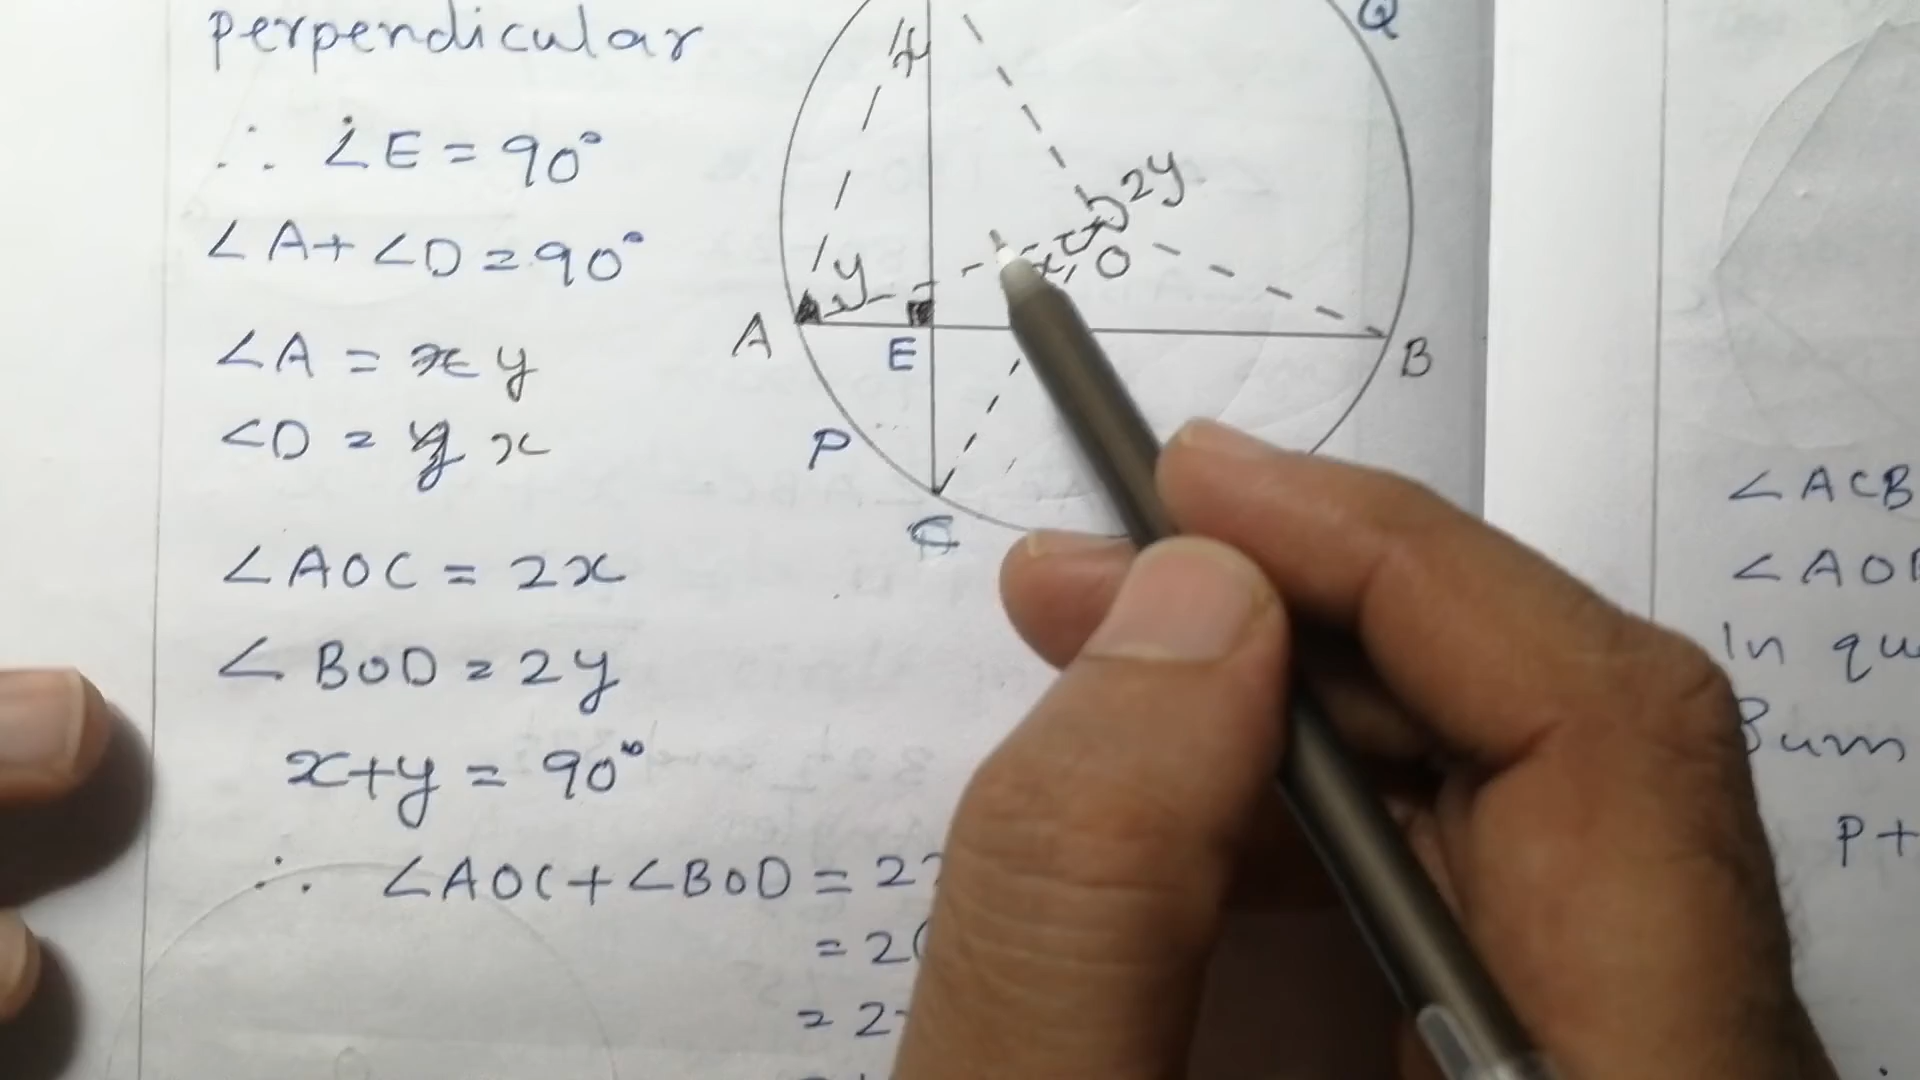 perpendicular
∴ ∠E = 90°
∠A + ∠D = 90°
∠A = x y
∠D = y x
∠AOC = 2x
∠BOD = 2y
x+y = 90°
∴ ∠AOC + ∠BOD = 2
= 2(
= 2
Q
x
2y
y
x
O
A
E
B
P
C
∠ACB
∠AO
In qu
Sum
P+